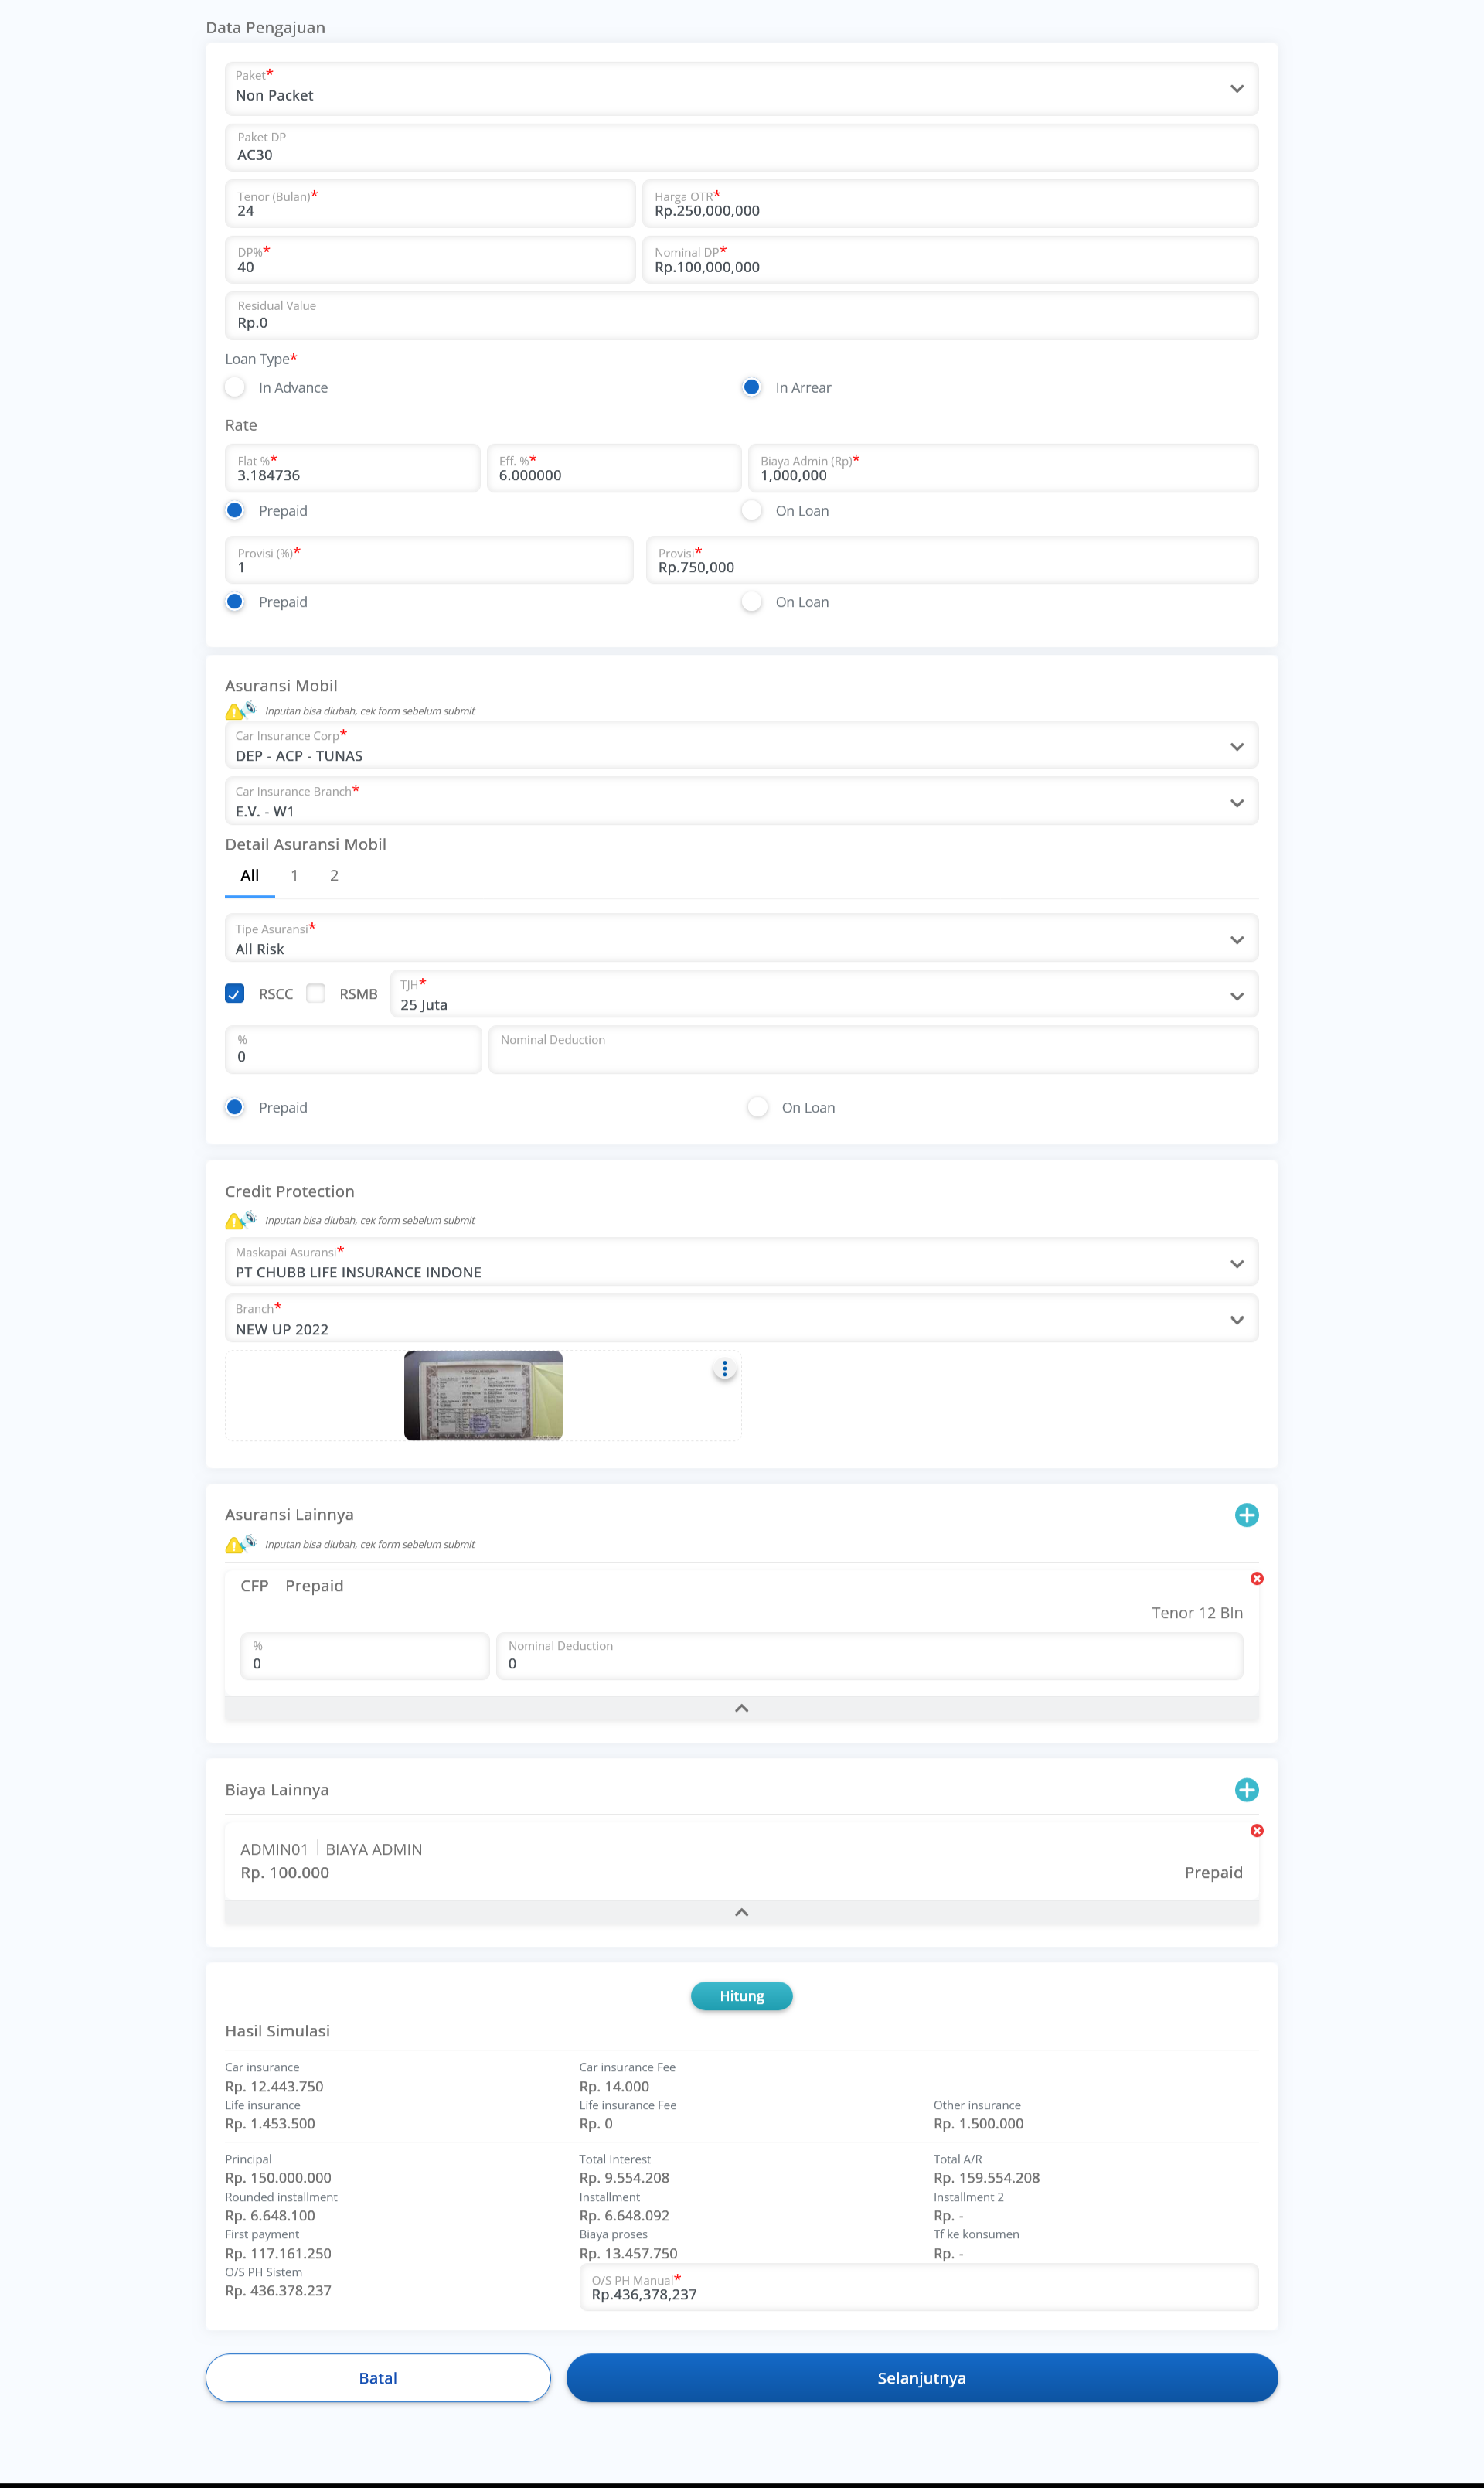 Data Pengajuan
Paket*
Non Packet
Paket DP
AC30
Tenor (Bulan)* Harga OTR*
24 Rp.250,000,000
DP%* Nominal DP*
40 Rp.100,000,000
Residual Value
Rp.0
Loan Type*
In Advance In Arrear
Rate
Flat %* Eff. %* Biaya Admin (Rp)*
3.184736 6.000000 1,000,000
Prepaid On Loan
Provisi (%)* Provisi*
1 Rp.750,000
Prepaid On Loan
Asuransi Mobil
Inputan bisa diubah, cek form sebelum submit
Car Insurance Corp*
DEP - ACP - TUNAS
Car Insurance Branch*
E.V. - W1
Detail Asuransi Mobil
All 1 2
Tipe Asuransi*
All Risk
RSCC RSMB TJH*
25 Juta
% Nominal Deduction
0
Prepaid On Loan
Credit Protection
Inputan bisa diubah, cek form sebelum submit
Maskapai Asuransi*
PT CHUBB LIFE INSURANCE INDONE
Branch*
NEW UP 2022
Asuransi Lainnya
Inputan bisa diubah, cek form sebelum submit
CFP Prepaid
Tenor 12 Bln
% Nominal Deduction
0 0
Biaya Lainnya
ADMIN01 BIAYA ADMIN
Rp. 100.000 Prepaid
Hitung
Hasil Simulasi
Car insurance Car insurance Fee
Rp. 12.443.750 Rp. 14.000
Life insurance Life insurance Fee Other insurance
Rp. 1.453.500 Rp. 0 Rp. 1.500.000
Principal Total Interest Total A/R
Rp. 150.000.000 Rp. 9.554.208 Rp. 159.554.208
Rounded installment Installment Installment 2
Rp. 6.648.100 Rp. 6.648.092 Rp. -
First payment Biaya proses Tf ke konsumen
Rp. 117.161.250 Rp. 13.457.750 Rp. -
O/S PH Sistem O/S PH Manual*
Rp. 436.378.237 Rp.436,378,237
Batal Selanjutnya